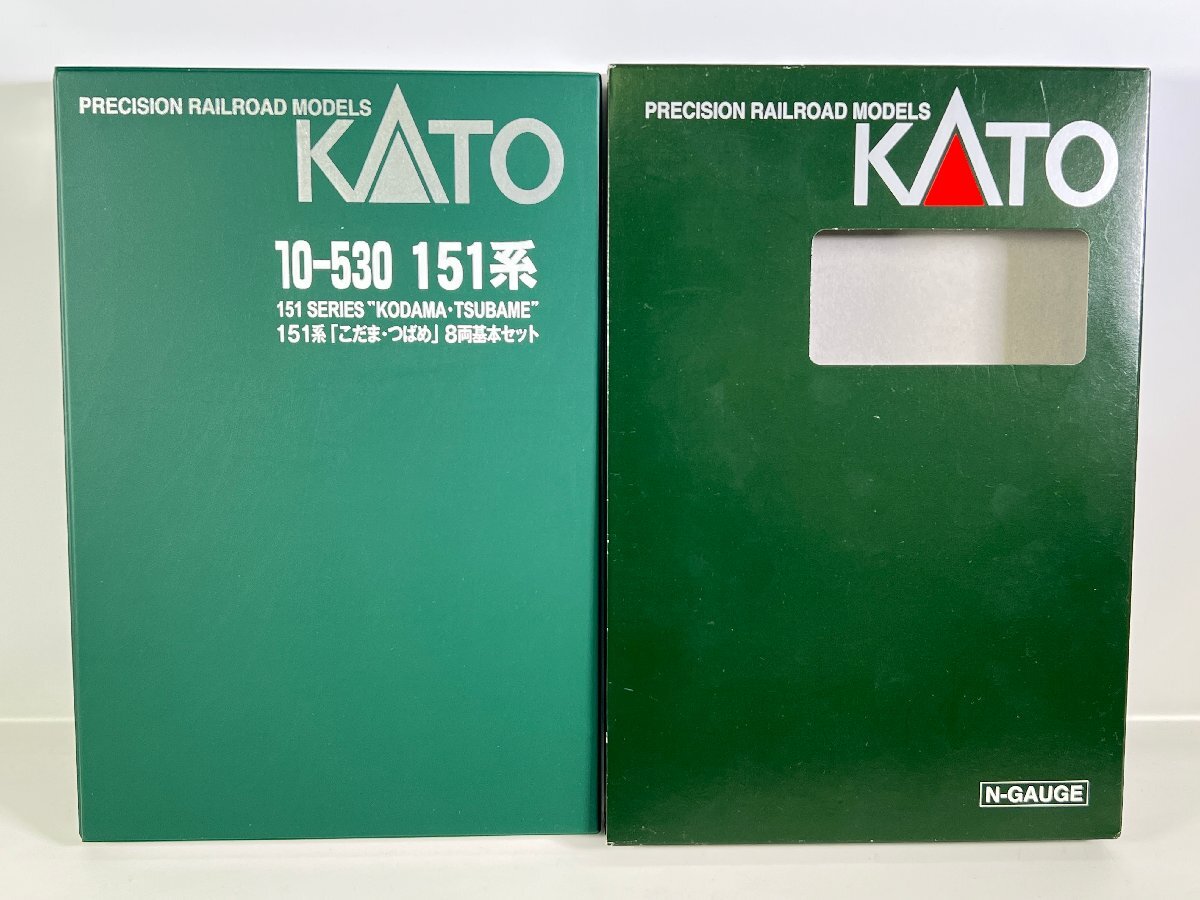 PRECISION RAILROAD MODELS
KATO
10-530 151系
151 SERIES "KODAMA・TSUBAME"
151系「こだま・つばめ」8両基本セット
PRECISION RAILROAD MODELS
KATO
N-GAUGE